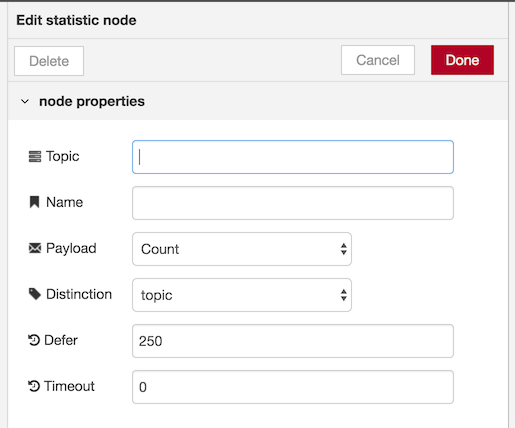 Edit statistic node
Delete Cancel Done
node properties
Topic
Name
Payload Count
Distinction topic
Defer 250
Timeout 0